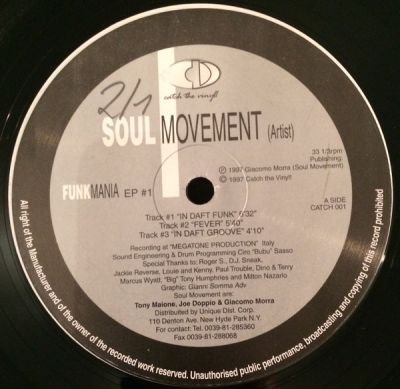 2/1
CD
catch the vinyl!
SOUL MOVEMENT (Artist)
33 1/3rpm
Publishing:
℗ 1997 Giacomo Morra (Soul Movement)
© 1997 Catch the Vinyl!
FUNKMANIA EP #1
A SIDE
CATCH 001
Track #1 "IN DAFT FUNK" 6'32"
Track #2 "FEVER" 5'40"
Track #3 "IN DAFT GROOVE" 4'10"
Recording at "MEGATONE PRODUCTION" Italy
Sound Engineering & Drum Programming Ciro "Bubu" Sasso
Special Thanks to: Roger S., DJ. Sneak,
Jackie Reverse, Louie and Kenny, Paul Trouble, Dino & Terry
Marcus Wyatt, "Big" Tony Humphries and Milton Nazario
Graphic: Gianni Somma Adv
Soul Movement are:
Tony Maione, Joe Doppio & Giacomo Morra
Distribuited by Unique Dist. Corp.
110 Denton Ave. New Hyde Park N.Y.
For contact: Tel. 0039-81-285360
Fax 0039-81-288068
All right of the Manufacturer and of the owner of the recorded work reserved. Unauthorised public performance, broadcasting and copying of this record prohibited